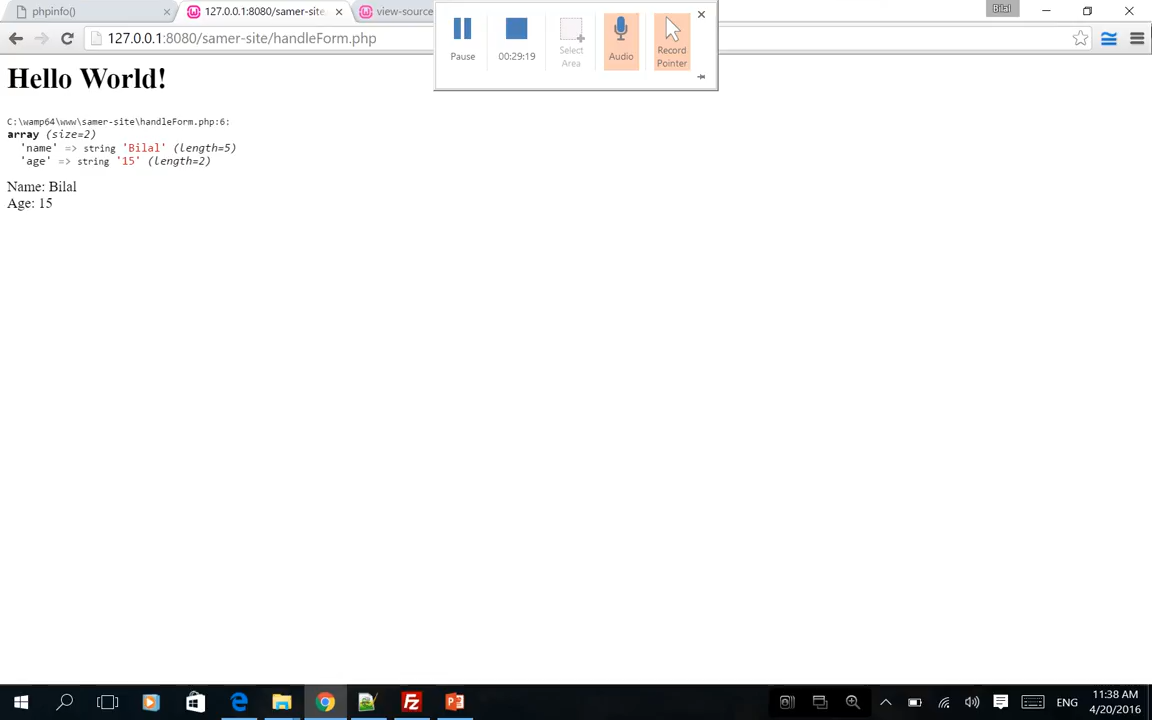 phpinfo()
127.0.0.1:8080/samer-site
view-source
Bilal
127.0.0.1:8080/samer-site/handleForm.php
Pause
00:29:19
Select Area
Audio
Record Pointer
Hello World!
C:\wamp64\www\samer-site\handleForm.php:6:
array (size=2)
'name' => string 'Bilal' (length=5)
'age' => string '15' (length=2)
Name: Bilal
Age: 15
ENG
11:38 AM
4/20/2016